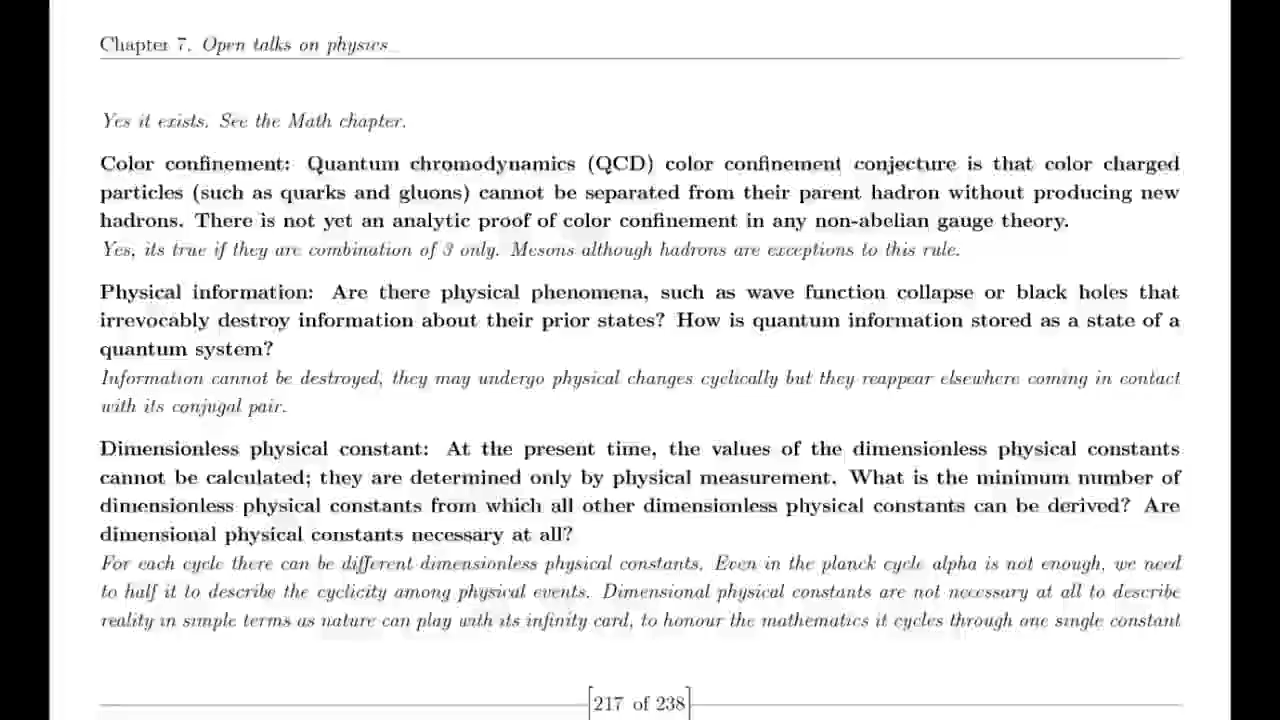 Chapter 7. Open talks on physics
Yes it exists. See the Math chapter.
Color confinement: Quantum chromodynamics (QCD) color confinement conjecture is that color charged
particles (such as quarks and gluons) cannot be separated from their parent hadron without producing new
hadrons. There is not yet an analytic proof of color confinement in any non-abelian gauge theory.
Yes, its true if they are combination of 3 only. Mesons although hadrons are exceptions to this rule.
Physical information: Are there physical phenomena, such as wave function collapse or black holes that
irrevocably destroy information about their prior states? How is quantum information stored as a state of a
quantum system?
Information cannot be destroyed, they may undergo physical changes cyclically but they reappear elsewhere coming in contact
with its conjugal pair.
Dimensionless physical constant: At the present time, the values of the dimensionless physical constants
cannot be calculated; they are determined only by physical measurement. What is the minimum number of
dimensionless physical constants from which all other dimensionless physical constants can be derived? Are
dimensional physical constants necessary at all?
For each cycle there can be different dimensionless physical constants. Even in the planck cycle alpha is not enough, we need
to half it to describe the cyclicity among physical events. Dimensional physical constants are not necessary at all to describe
reality in simple terms as nature can play with its infinity card, to honour the mathematics it cycles through one single constant
217 of 238